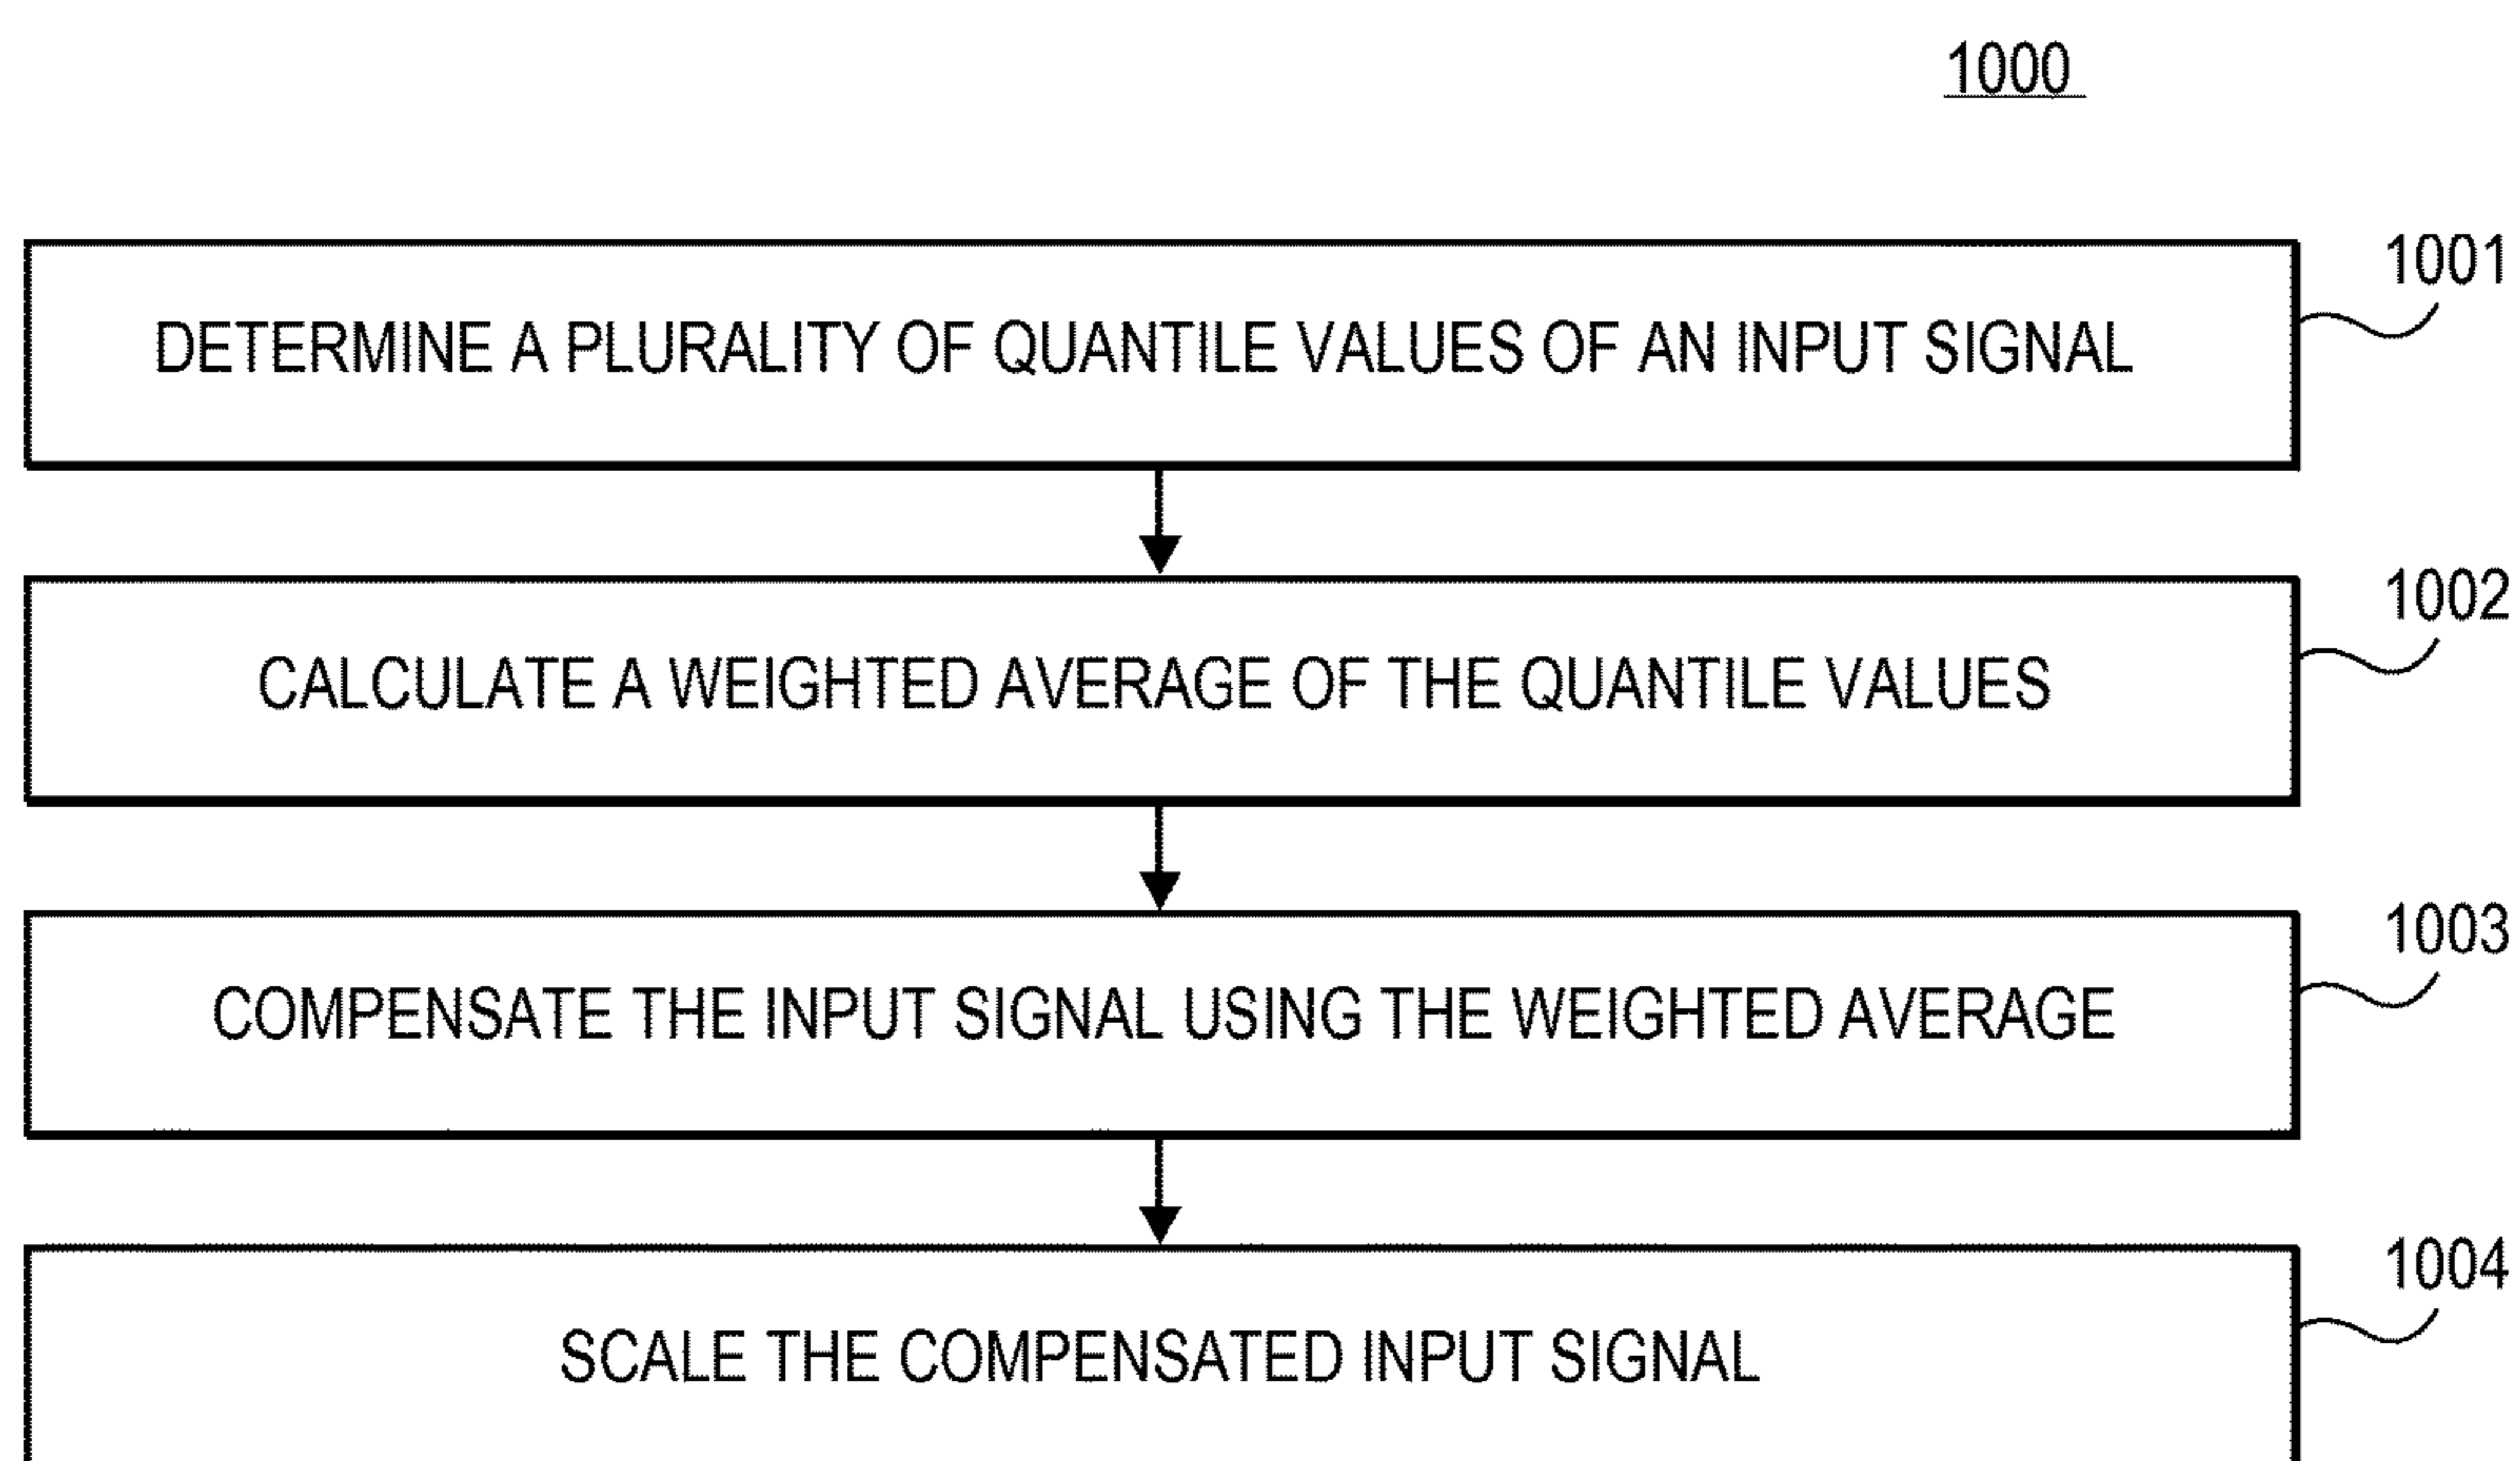 1000
DETERMINE A PLURALITY OF QUANTILE VALUES OF AN INPUT SIGNAL
1001
CALCULATE A WEIGHTED AVERAGE OF THE QUANTILE VALUES
1002
COMPENSATE THE INPUT SIGNAL USING THE WEIGHTED AVERAGE
1003
SCALE THE COMPENSATED INPUT SIGNAL
1004